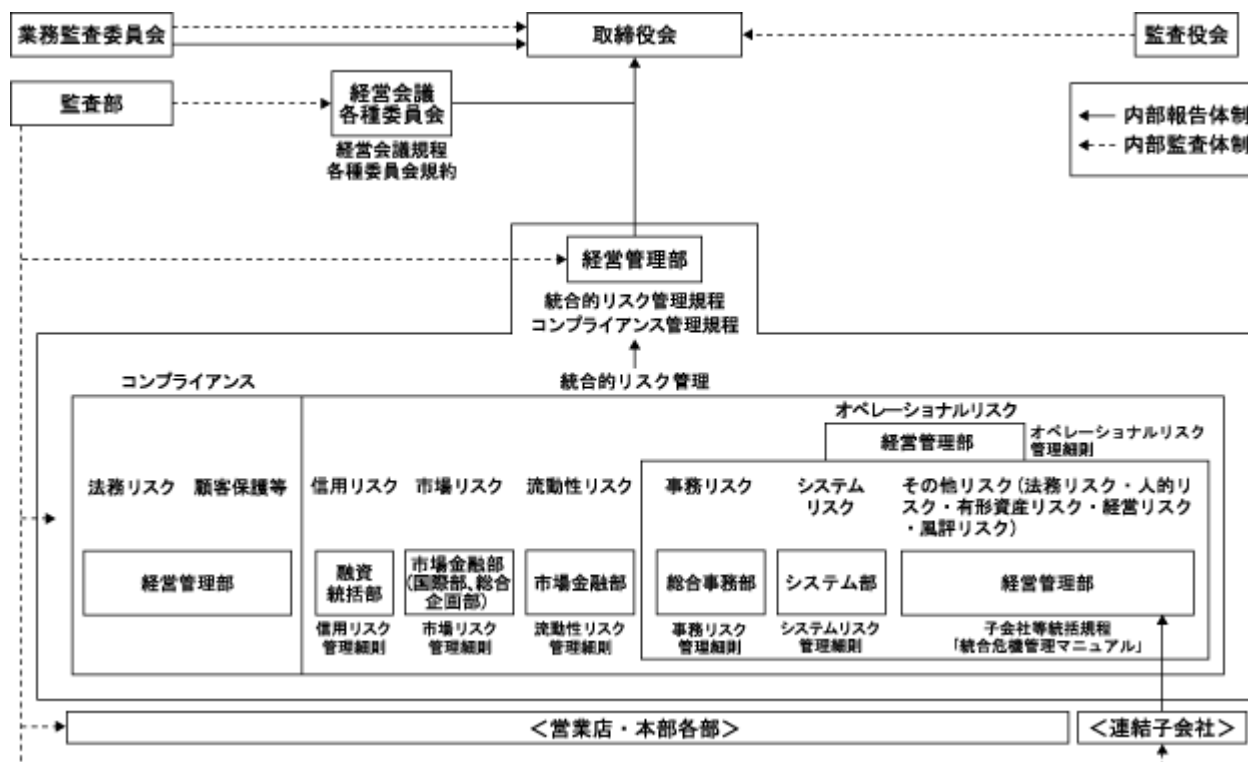 業務監査委員会
取締役会
監査役会
監査部
経営会議
各種委員会
経営会議規程
各種委員会規約
内部報告体制
内部監査体制
経営管理部
統合的リスク管理規程
コンプライアンス管理規程
コンプライアンス
統合的リスク管理
オペレーショナルリスク
経営管理部
オペレーショナルリスク
管理細則
法務リスク
顧客保護等
信用リスク
市場リスク
流動性リスク
事務リスク
システム
リスク
その他リスク(法務リスク・人的リ
スク・有形資産リスク・経営リスク
・風評リスク)
経営管理部
融資
統括部
市場金融部
(国際部、総合
企画部)
市場金融部
総合事務部
システム部
経営管理部
信用リスク
管理細則
市場リスク
管理細則
流動性リスク
管理細則
事務リスク
管理細則
システムリスク
管理細則
子会社等統括規程
「統合危機管理マニュアル」
＜営業店・本部各部＞
＜連結子会社＞